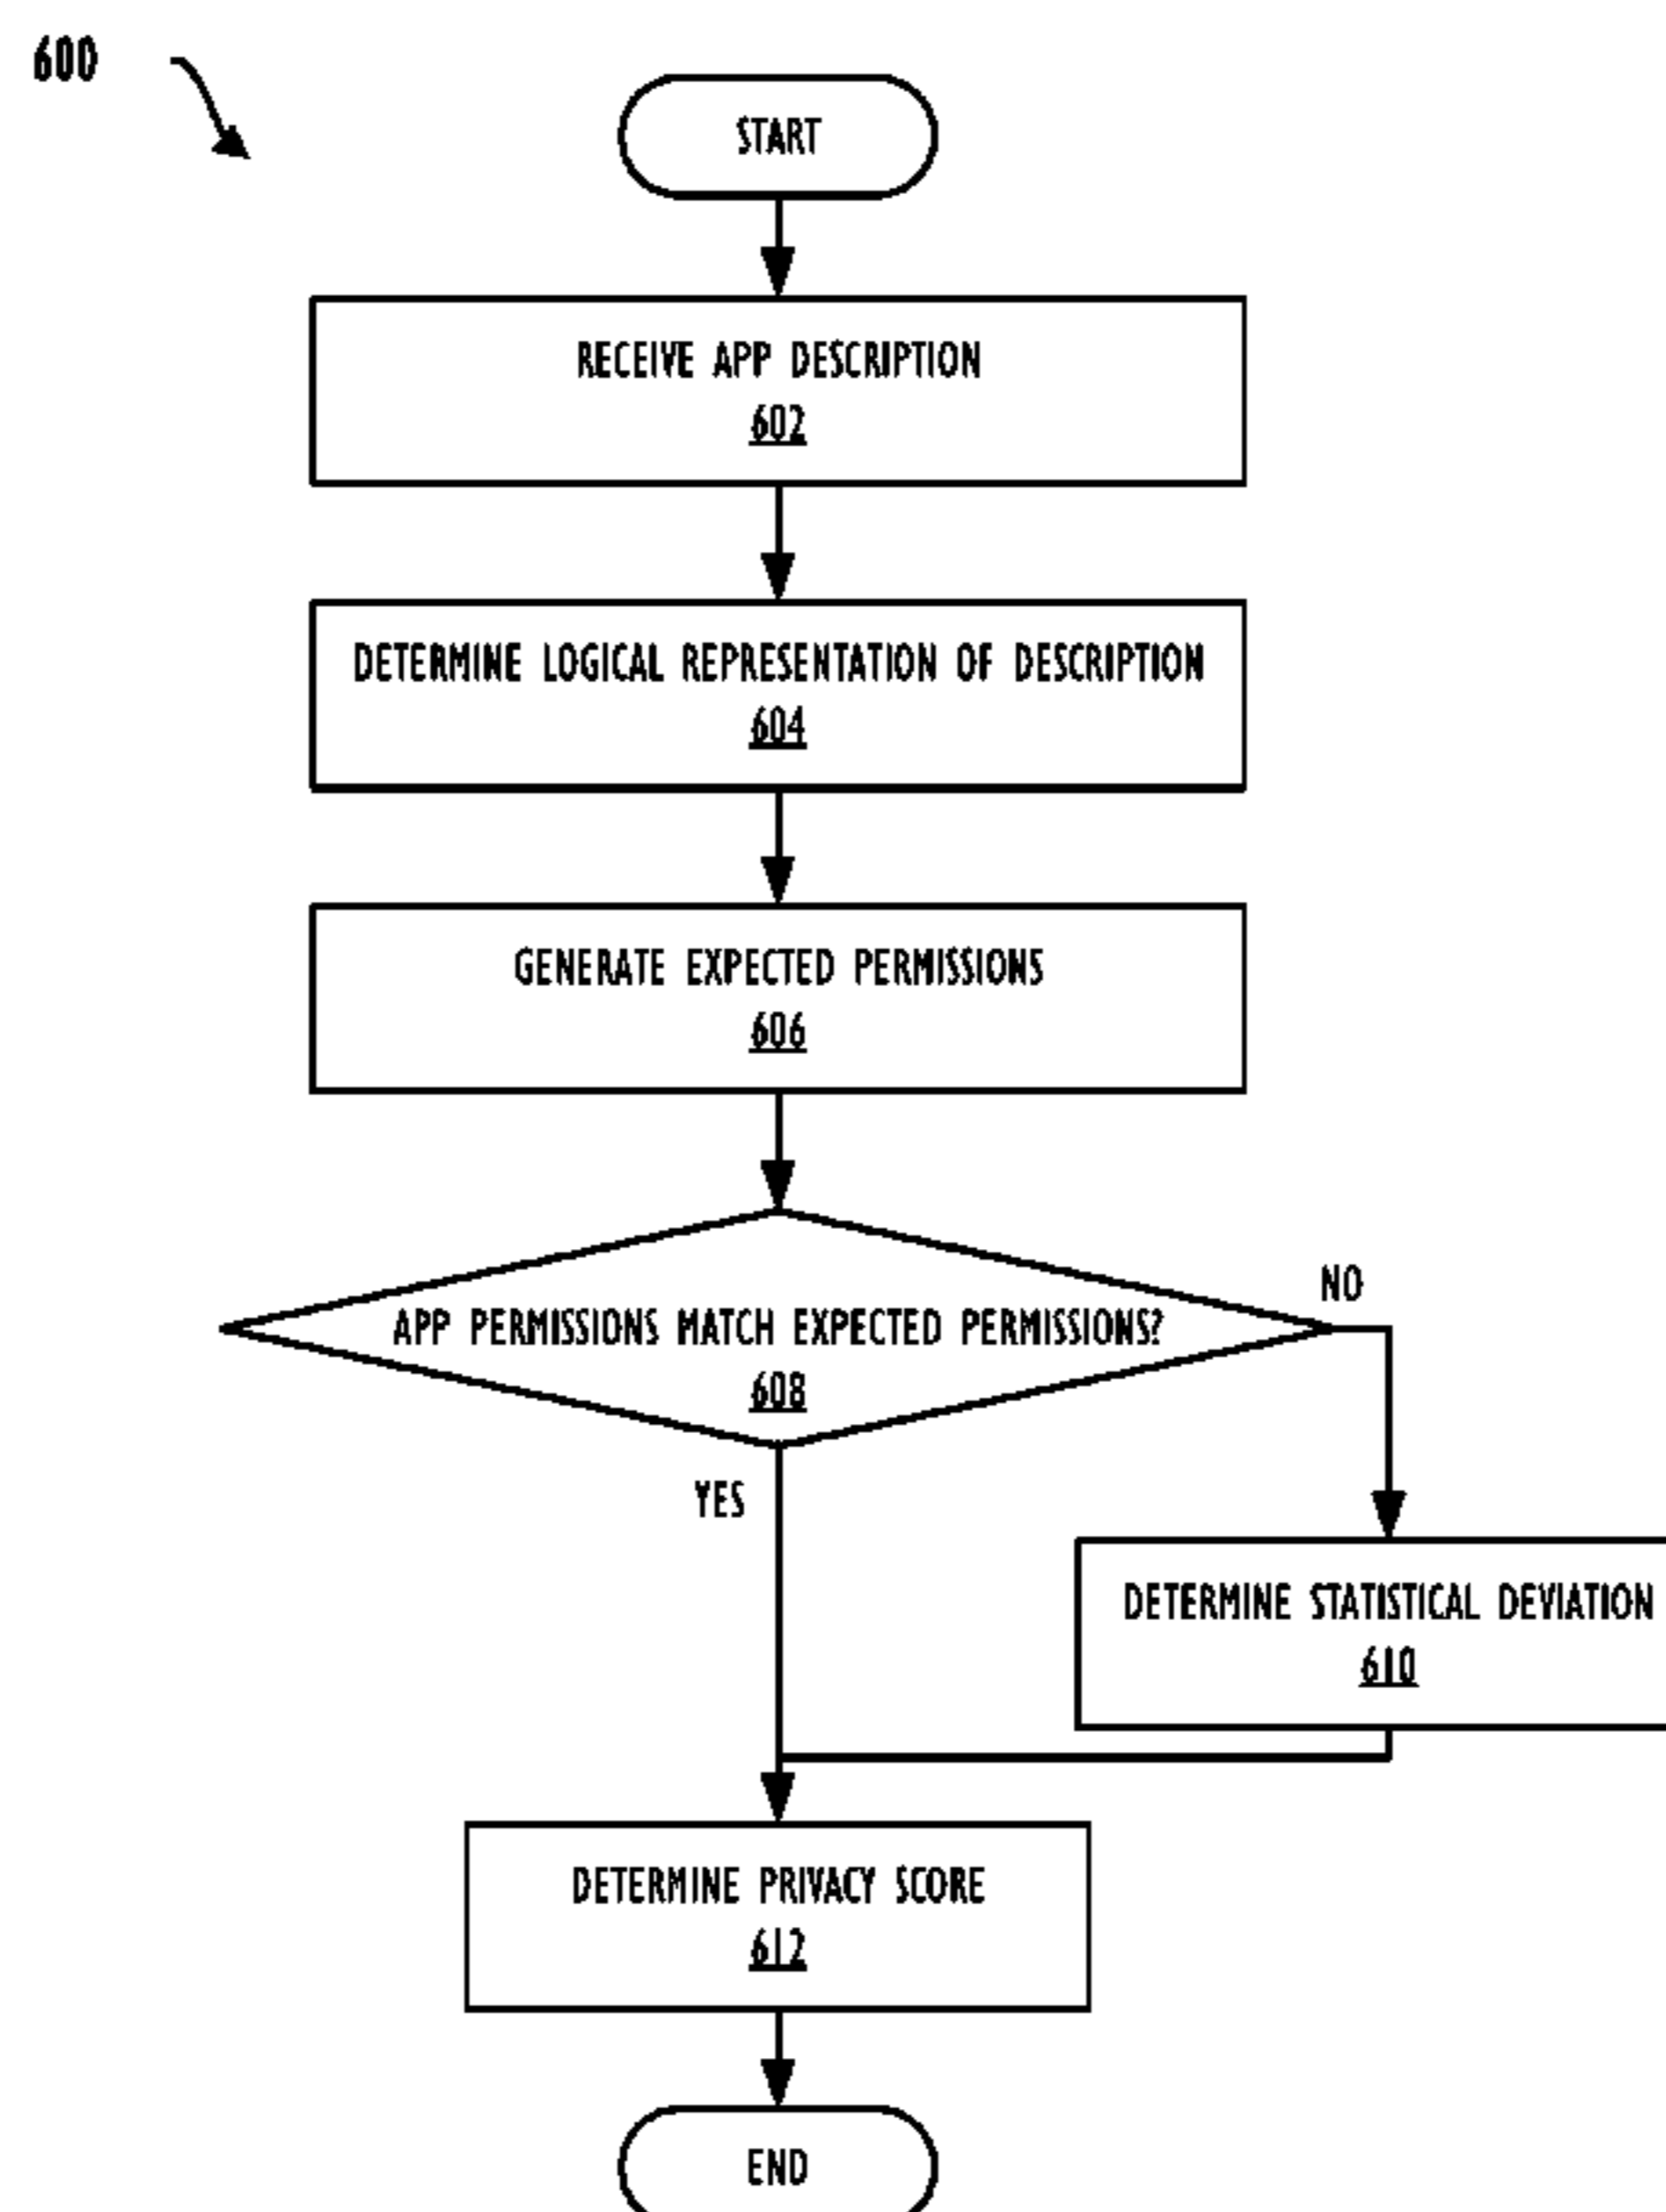 600
START
RECEIVE APP DESCRIPTION
602
DETERMINE LOGICAL REPRESENTATION OF DESCRIPTION
604
GENERATE EXPECTED PERMISSIONS
606
APP PERMISSIONS MATCH EXPECTED PERMISSIONS?
608
NO
YES
DETERMINE STATISTICAL DEVIATION
610
DETERMINE PRIVACY SCORE
612
END